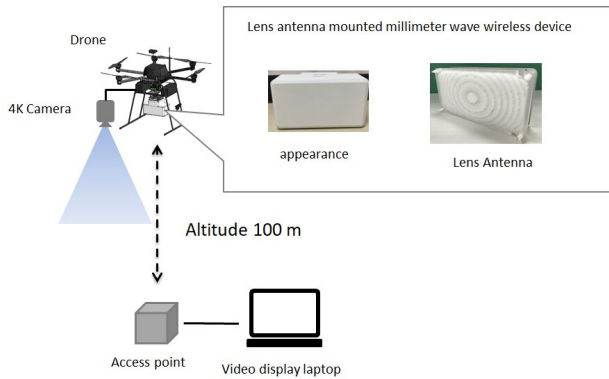 Lens antenna mounted millimeter wave wireless device
Drone
4K Camera
appearance
Lens Antenna
Altitude 100 m
Access point
Video display laptop